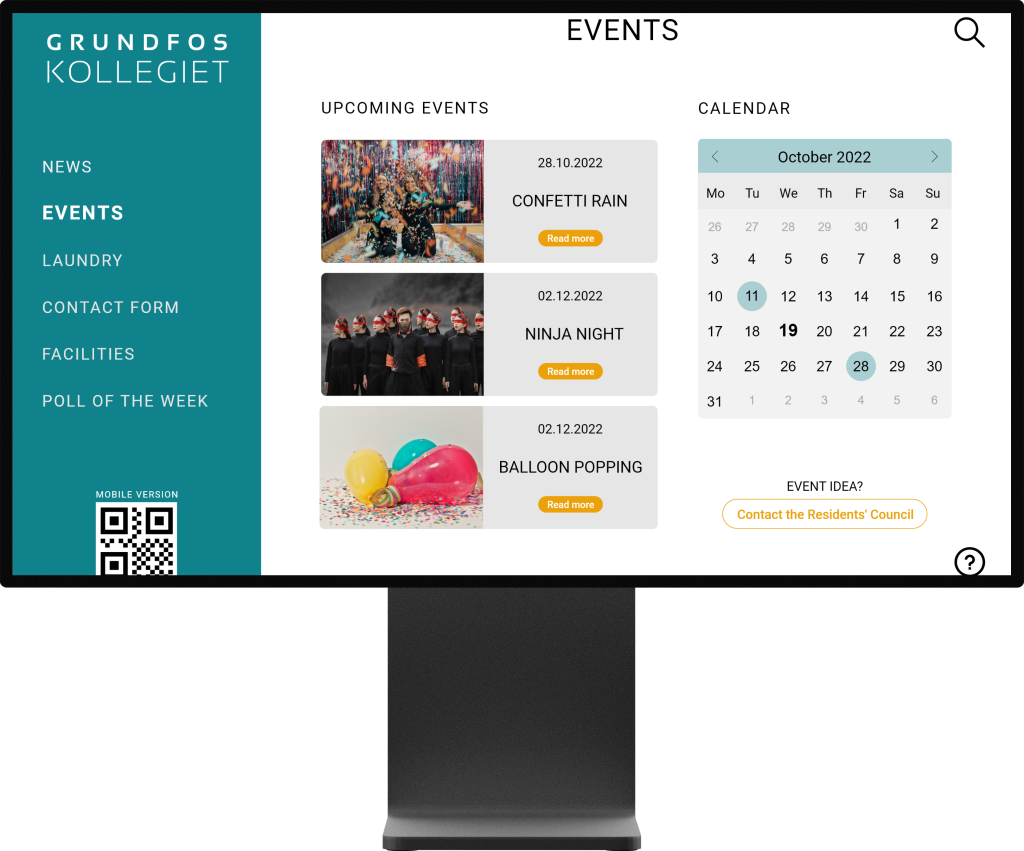 GRUNDFOS
KOLLEGIET
NEWS
EVENTS
LAUNDRY
CONTACT FORM
FACILITIES
POLL OF THE WEEK
MOBILE VERSION
EVENTS
UPCOMING EVENTS
28.10.2022
CONFETTI RAIN
Read more
02.12.2022
NINJA NIGHT
Read more
02.12.2022
BALLOON POPPING
Read more
CALENDAR
October 2022
Mo Tu We Th Fr Sa Su
26 27 28 29 30 1 2
3 4 5 6 7 8 9
10 11 12 13 14 15 16
17 18 19 20 21 22 23
24 25 26 27 28 29 30
31 1 2 3 4 5 6
EVENT IDEA?
Contact the Residents' Council
?